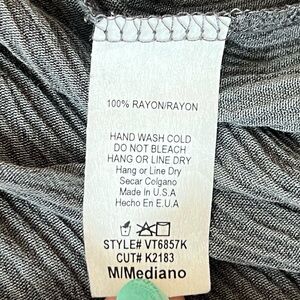 100% RAYON/RAYON
HAND WASH COLD
DO NOT BLEACH
HANG OR LINE DRY
Hang or Line Dry
Secar Colgano
Made In U.S.A
Hecho En E.U.A
STYLE# VT6857K
CUT# K2183
M/Mediano